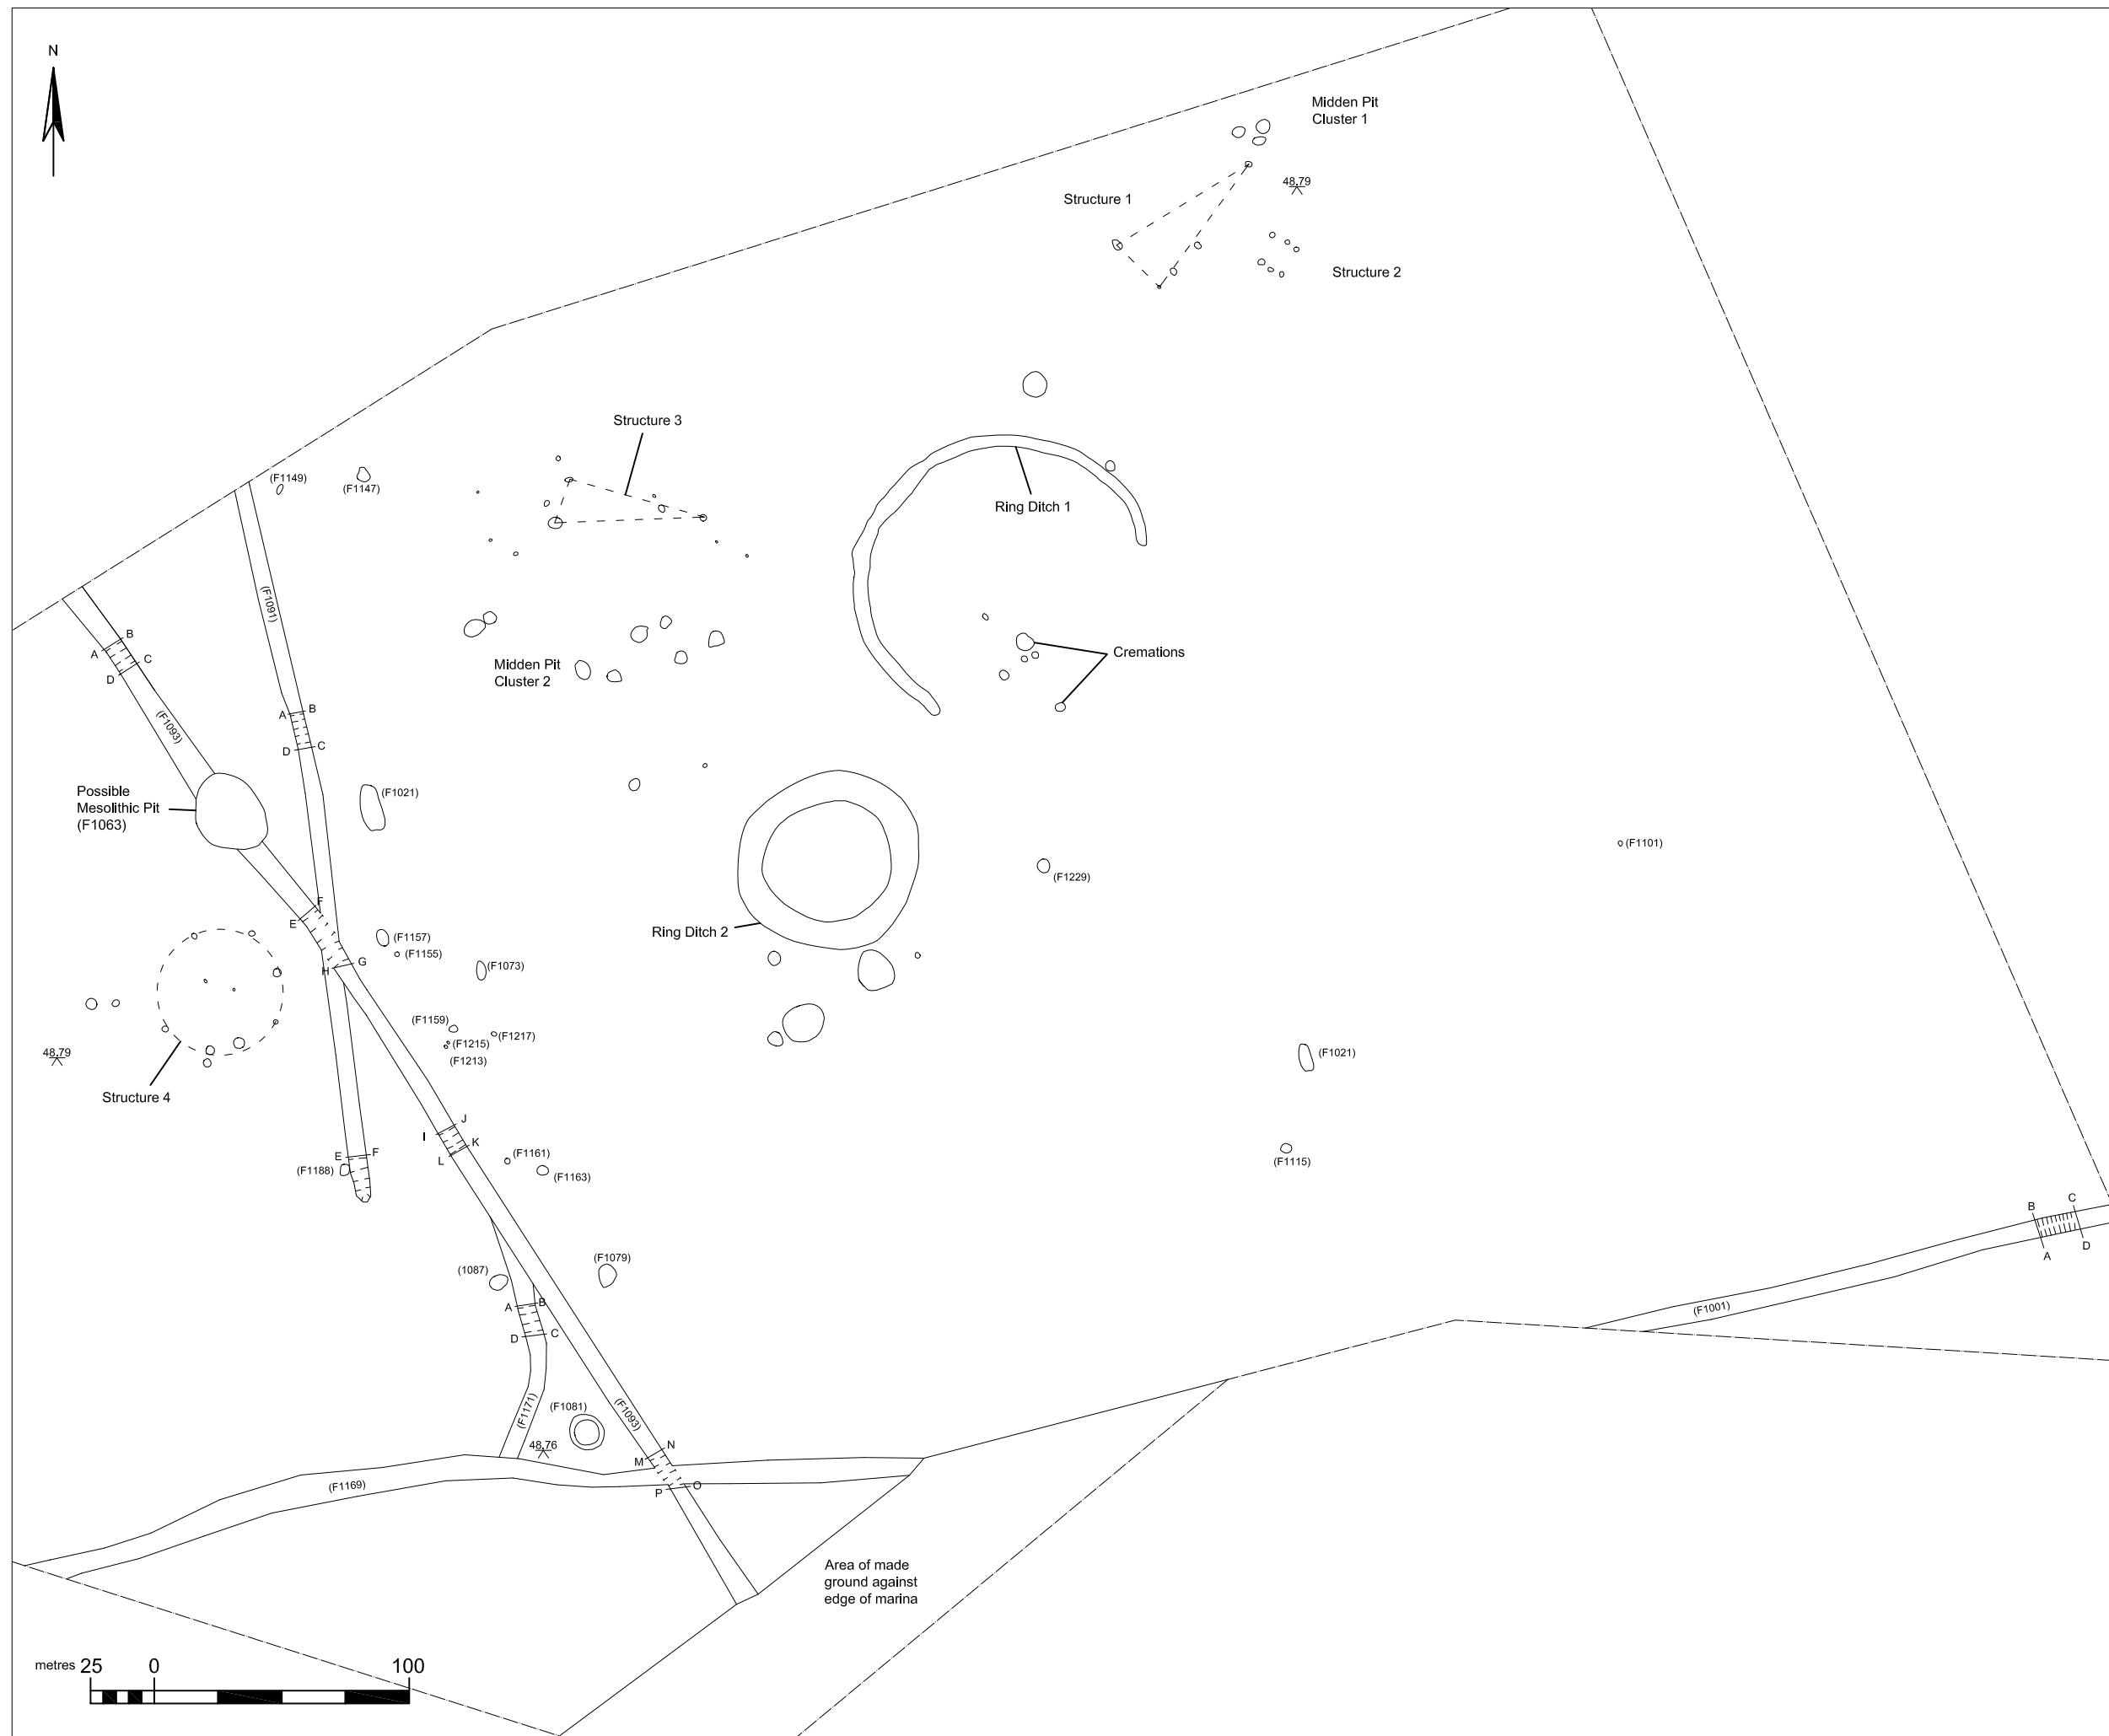 N
Midden Pit
Cluster 1
48.79
Structure 1
Structure 2
Structure 3
(F1149)
(F1147)
Ring Ditch 1
(F1091)
B
A
C
D
Cremations
Midden Pit
Cluster 2
(F1093)
A
B
D
C
Possible
Mesolithic Pit
(F1063)
(F1021)
(F1101)
(F1229)
F
E
Ring Ditch 2
(F1157)
(F1155)
G
H
(F1073)
(F1159)
(F1217)
(F1215)
(F1213)
48.79
(F1021)
Structure 4
J
I
K
L
(F1161)
E
F
(F1188)
(F1163)
(F1115)
B
C
A
D
(F1079)
(1087)
A
B
D
C
(F1001)
(F1171)
(F1081)
(F1093)
48.76
N
M
O
P
(F1169)
Area of made
ground against
edge of marina
metres 25 0 100